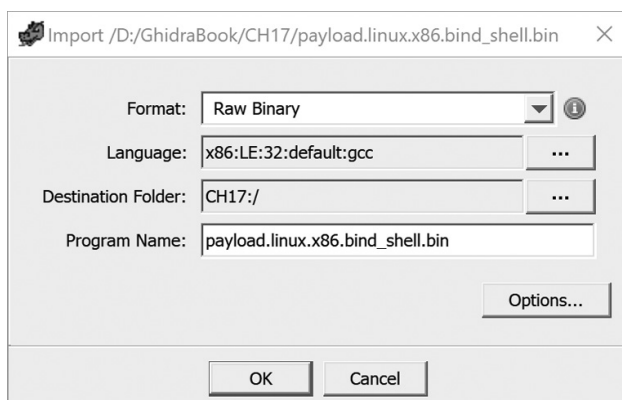 Import /D:/GhidraBook/CH17/payload.linux.x86.bind_shell.bin
Format: Raw Binary
Language: x86:LE:32:default:gcc ...
Destination Folder: CH17:/ ...
Program Name: payload.linux.x86.bind_shell.bin
Options...
OK Cancel